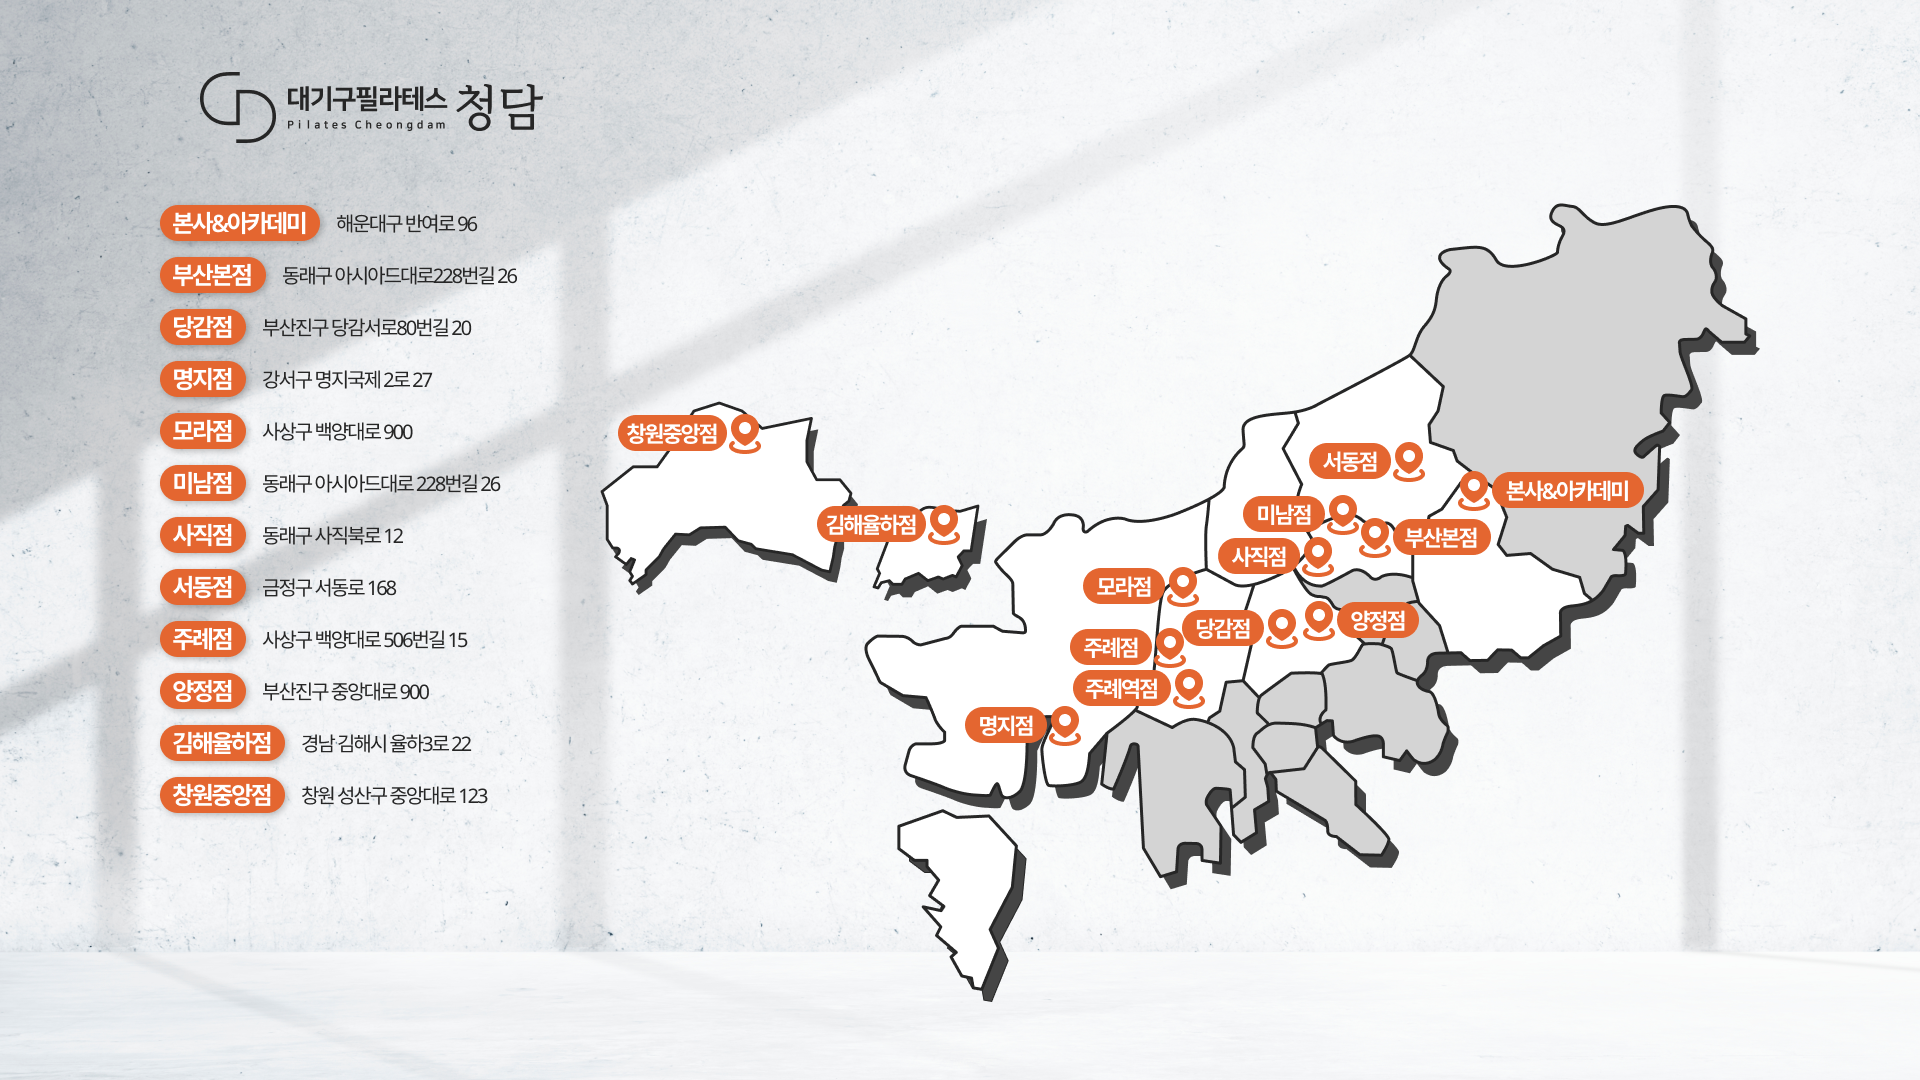 대기구필라테스 청담
Pilates Cheongdam
본사&아카데미 해운대구 반여로 96
부산본점 동래구 아시아드대로228번길 26
당감점 부산진구 당감서로80번길 20
명지점 강서구 명지국제 2로 27
모라점 사상구 백양대로 900
미남점 동래구 아시아드대로 228번길 26
사직점 동래구 사직북로 12
서동점 금정구 서동로 168
주례점 사상구 백양대로 506번길 15
양정점 부산진구 중앙대로 900
김해율하점 경남 김해시 율하3로 22
창원중앙점 창원 성산구 중앙대로 123
창원중앙점
김해율하점
서동점
본사&아카데미
미남점
부산본점
사직점
모라점
당감점
양정점
주례점
주례역점
명지점